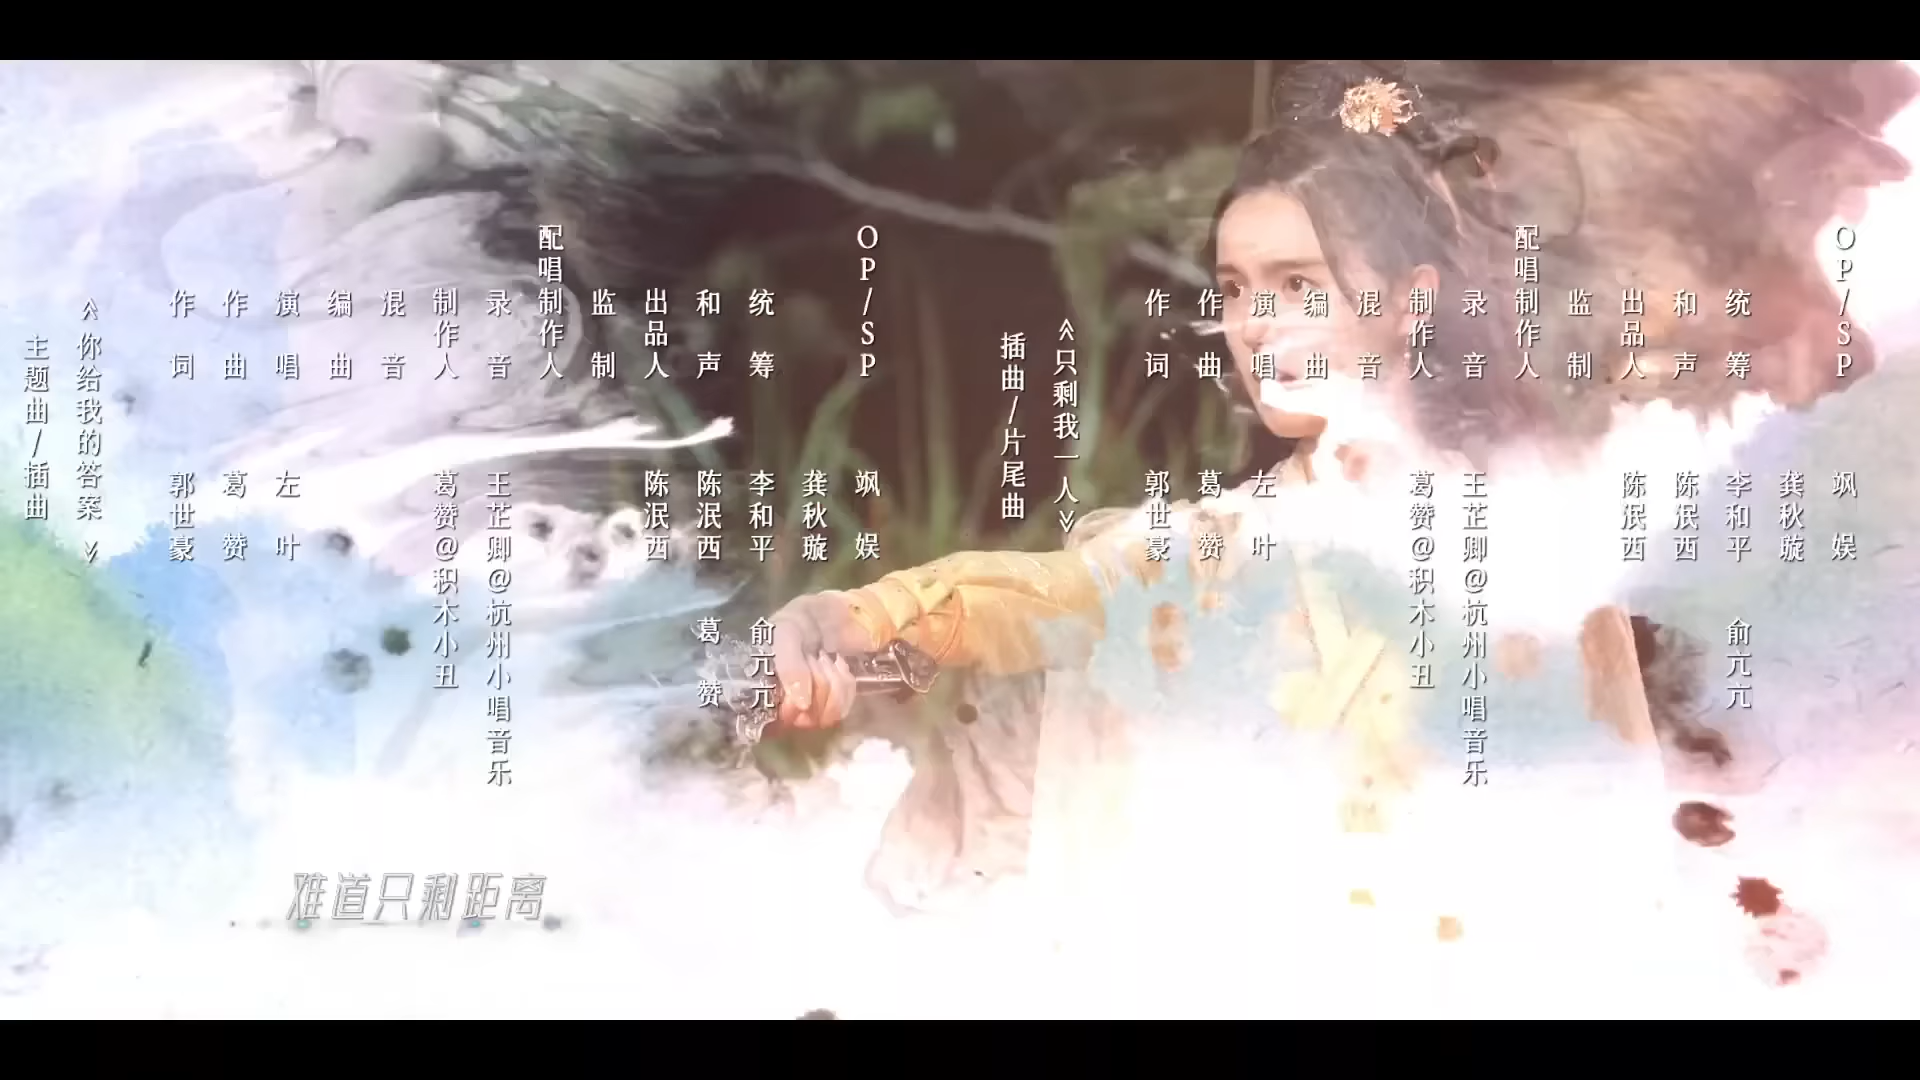 主题曲/插曲
《你给我的答案》
作词 郭世豪
作曲 葛赞
演唱 左叶
编曲
混音
制作人 葛赞@积木小丑
录音 王芷卿@杭州小唱音乐
配唱制作人
监制
出品人 陈泯西
和声 陈泯西 葛赞
统筹 李和平 俞亢亢
龚秋璇
OP/SP 飒娱
插曲/片尾曲
《只剩我一人》
作词 郭世豪
作曲 葛赞
演唱 左叶
编曲
混音
制作人 葛赞@积木小丑
录音 王芷卿@杭州小唱音乐
配唱制作人
监制
出品人 陈泯西
和声 陈泯西
统筹 李和平 俞亢亢
龚秋璇
OP/SP 飒娱
难道只剩距离